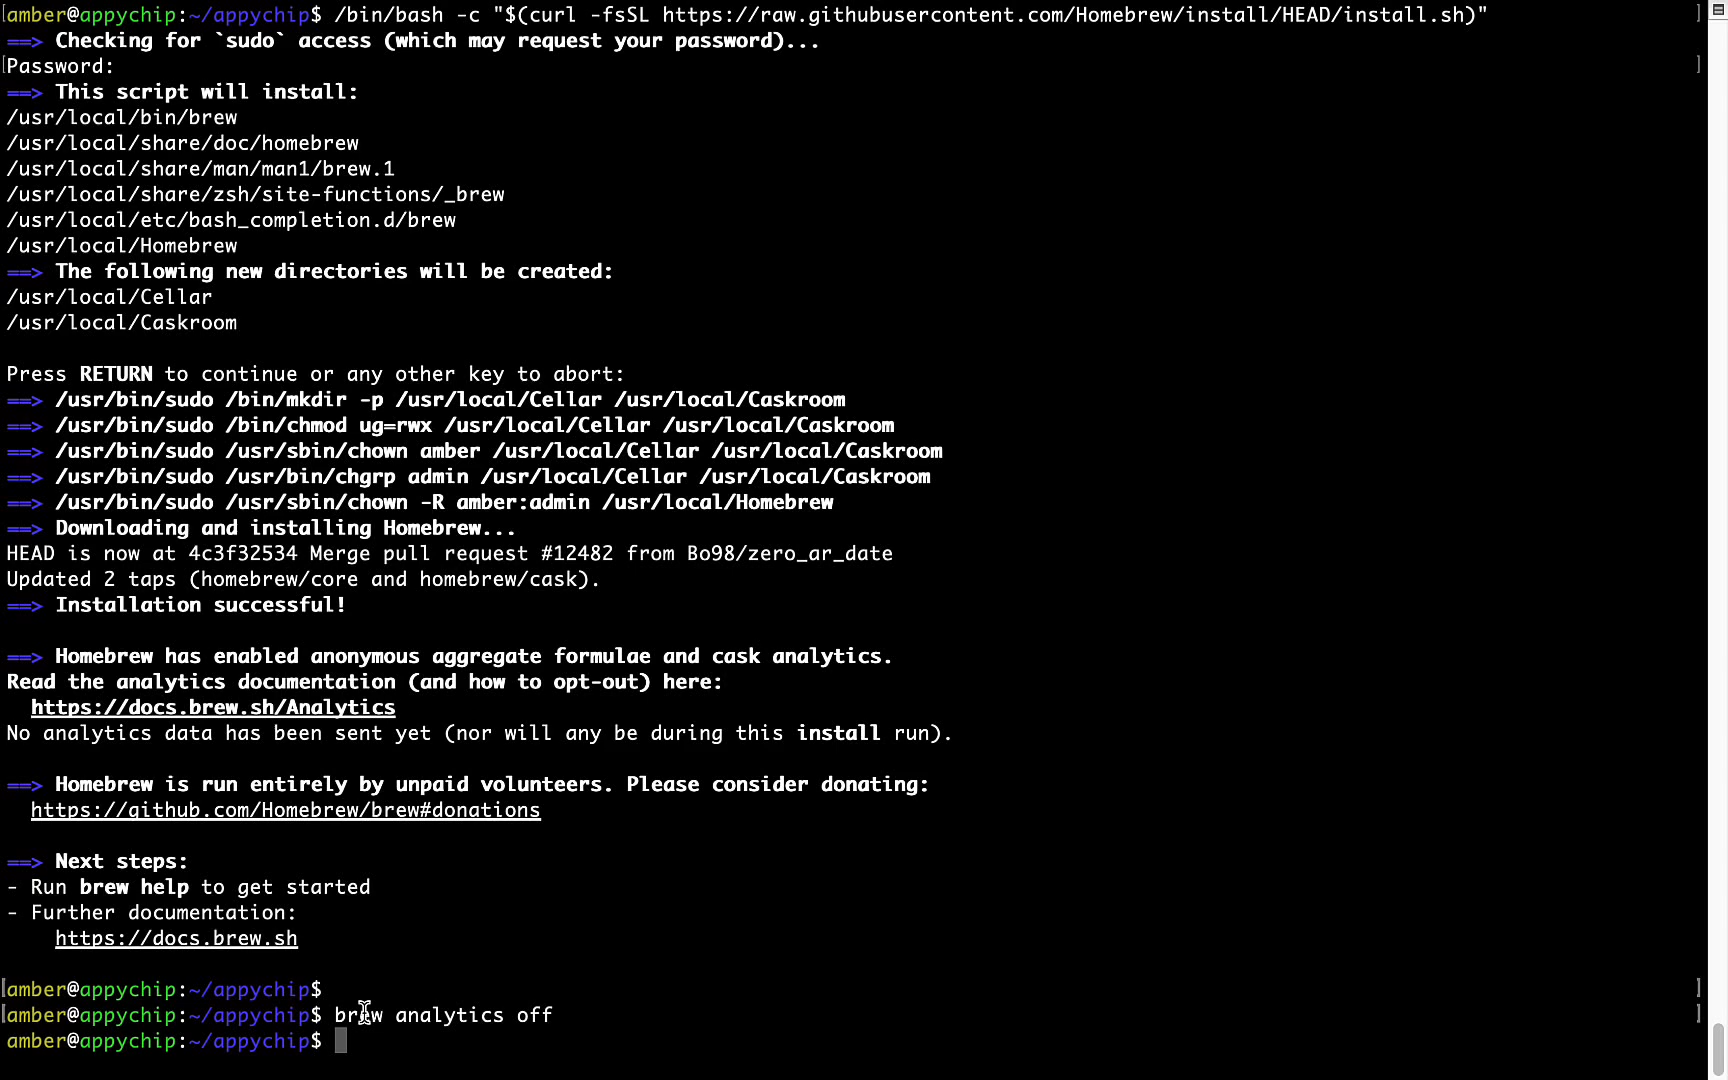 amber@appychip:~/appychip$ /bin/bash -c "$(curl -fsSL https://raw.githubusercontent.com/Homebrew/install/HEAD/install.sh)"
==> Checking for `sudo` access (which may request your password)...
Password:
==> This script will install:
/usr/local/bin/brew
/usr/local/share/doc/homebrew
/usr/local/share/man/man1/brew.1
/usr/local/share/zsh/site-functions/_brew
/usr/local/etc/bash_completion.d/brew
/usr/local/Homebrew
==> The following new directories will be created:
/usr/local/Cellar
/usr/local/Caskroom

Press RETURN to continue or any other key to abort:
==> /usr/bin/sudo /bin/mkdir -p /usr/local/Cellar /usr/local/Caskroom
==> /usr/bin/sudo /bin/chmod ug=rwx /usr/local/Cellar /usr/local/Caskroom
==> /usr/bin/sudo /usr/sbin/chown amber /usr/local/Cellar /usr/local/Caskroom
==> /usr/bin/sudo /usr/bin/chgrp admin /usr/local/Cellar /usr/local/Caskroom
==> /usr/bin/sudo /usr/sbin/chown -R amber:admin /usr/local/Homebrew
==> Downloading and installing Homebrew...
HEAD is now at 4c3f32534 Merge pull request #12482 from Bo98/zero_ar_date
Updated 2 taps (homebrew/core and homebrew/cask).
==> Installation successful!

==> Homebrew has enabled anonymous aggregate formulae and cask analytics.
Read the analytics documentation (and how to opt-out) here:
https://docs.brew.sh/Analytics
No analytics data has been sent yet (nor will any be during this install run).

==> Homebrew is run entirely by unpaid volunteers. Please consider donating:
https://github.com/Homebrew/brew#donations

==> Next steps:
- Run brew help to get started
- Further documentation:
https://docs.brew.sh

amber@appychip:~/appychip$
amber@appychip:~/appychip$ brew analytics off
amber@appychip:~/appychip$